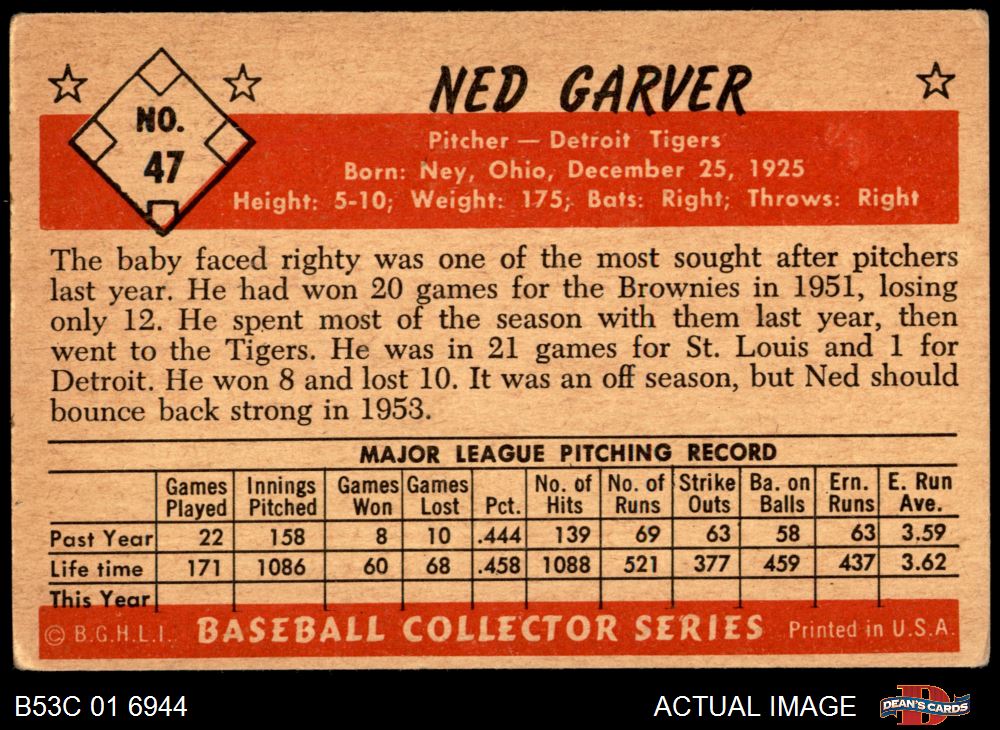 NO.
47
NED GARVER
Pitcher — Detroit Tigers
Born: Ney, Ohio, December 25, 1925
Height: 5-10; Weight: 175; Bats: Right; Throws: Right
The baby faced righty was one of the most sought after pitchers
last year. He had won 20 games for the Brownies in 1951, losing
only 12. He spent most of the season with them last year, then
went to the Tigers. He was in 21 games for St. Louis and 1 for
Detroit. He won 8 and lost 10. It was an off season, but Ned should
bounce back strong in 1953.
MAJOR LEAGUE PITCHING RECORD
Games Played Innings Pitched Games Won Games Lost Pct. No. of Hits No. of Runs Strike Outs Ba. on Balls Ern. Runs E. Run Ave.
Past Year 22 158 8 10 .444 139 69 63 58 63 3.59
Life time 171 1086 60 68 .458 1088 521 377 459 437 3.62
This Year
© B.G.H.L.I. BASEBALL COLLECTOR SERIES Printed in U.S.A.
B53C 01 6944 ACTUAL IMAGE DEAN'S CARDS